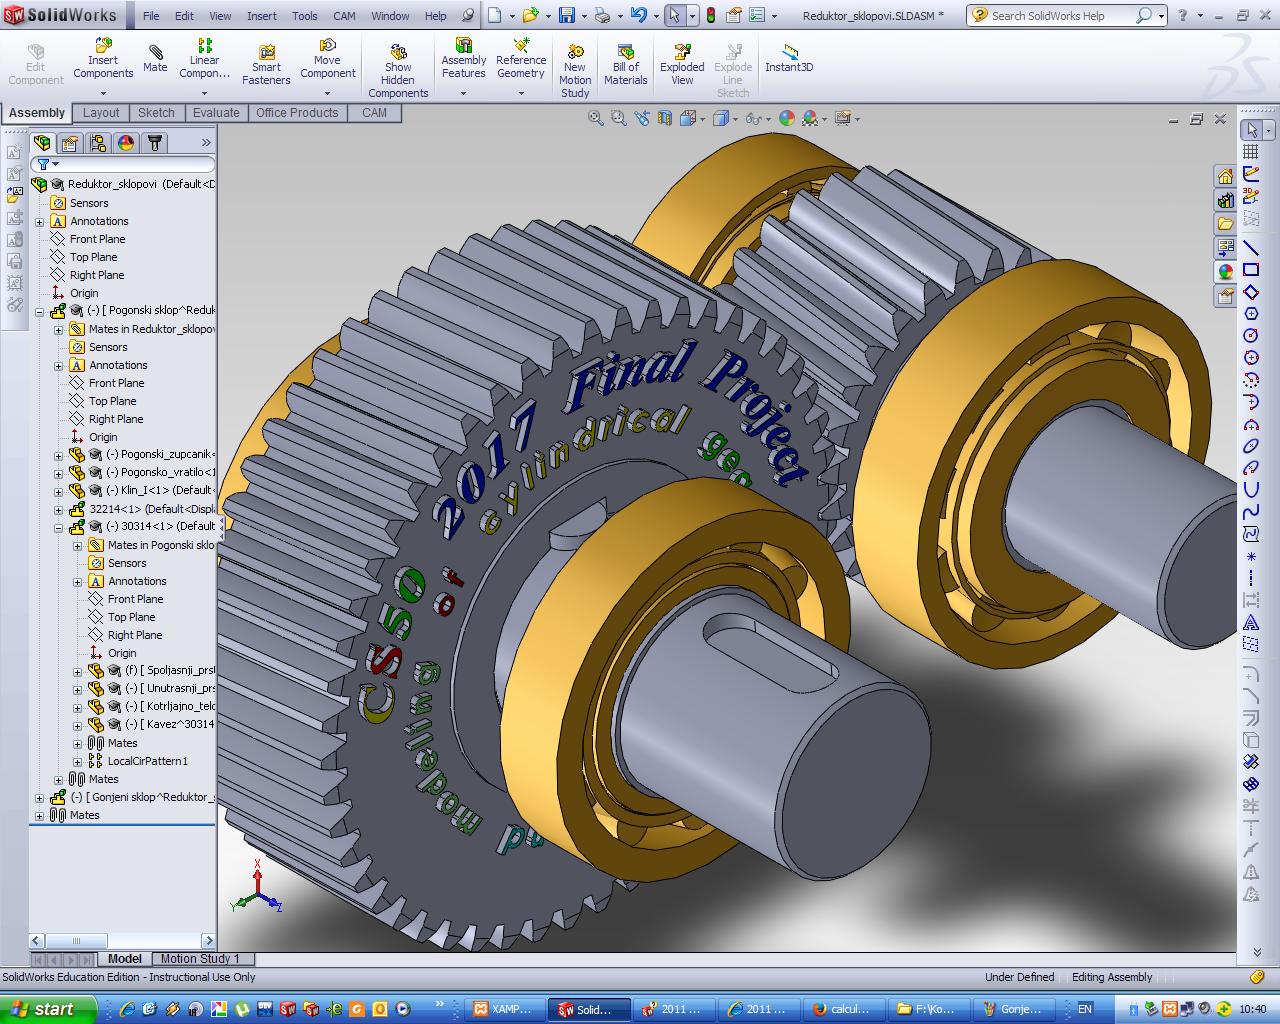 SolidWorks
File Edit View Insert Tools CAM Window Help
Reduktor_sklopovi.SLDASM *
Search SolidWorks Help
Edit Component
Insert Components
Mate
Linear Compon...
Smart Fasteners
Move Component
Show Hidden Components
Assembly Features
Reference Geometry
New Motion Study
Bill of Materials
Exploded View
Explode Line Sketch
Instant3D
Assembly Layout Sketch Evaluate Office Products CAM
Reduktor_sklopovi (Default<D
Sensors
Annotations
Front Plane
Top Plane
Right Plane
Origin
(-) [ Pogonski sklop^Reduk
Mates in Reduktor_sklopo
Sensors
Annotations
Front Plane
Top Plane
Right Plane
Origin
(-) Pogonski_zupcanik<
(-) Pogonsko_vratilo<1
(-) Klin_I<1> (Default<
32214<1> (Default<Displ
(-) 30314<1> (Default
Mates in Pogonski sklo
Sensors
Annotations
Front Plane
Top Plane
Right Plane
Origin
(f) [ Spoljasnji_prst
(-) [ Unutrasnji_prs
(-) [ Kotrljajno_telo
(-) [ Kavez^30314
Mates
LocalCirPattern1
Mates
(-) [ Gonjeni sklop^Reduktor_s
Mates
CS50 2011 Final Project
of cylindrical gea
modeling
X
Y
Z
Model Motion Study 1
SolidWorks Education Edition - Instructional Use Only
Under Defined Editing Assembly
start
XAMP...
Solid...
2011 ...
2011 ...
calcul...
F:\Ko...
Gonje...
EN
10:40